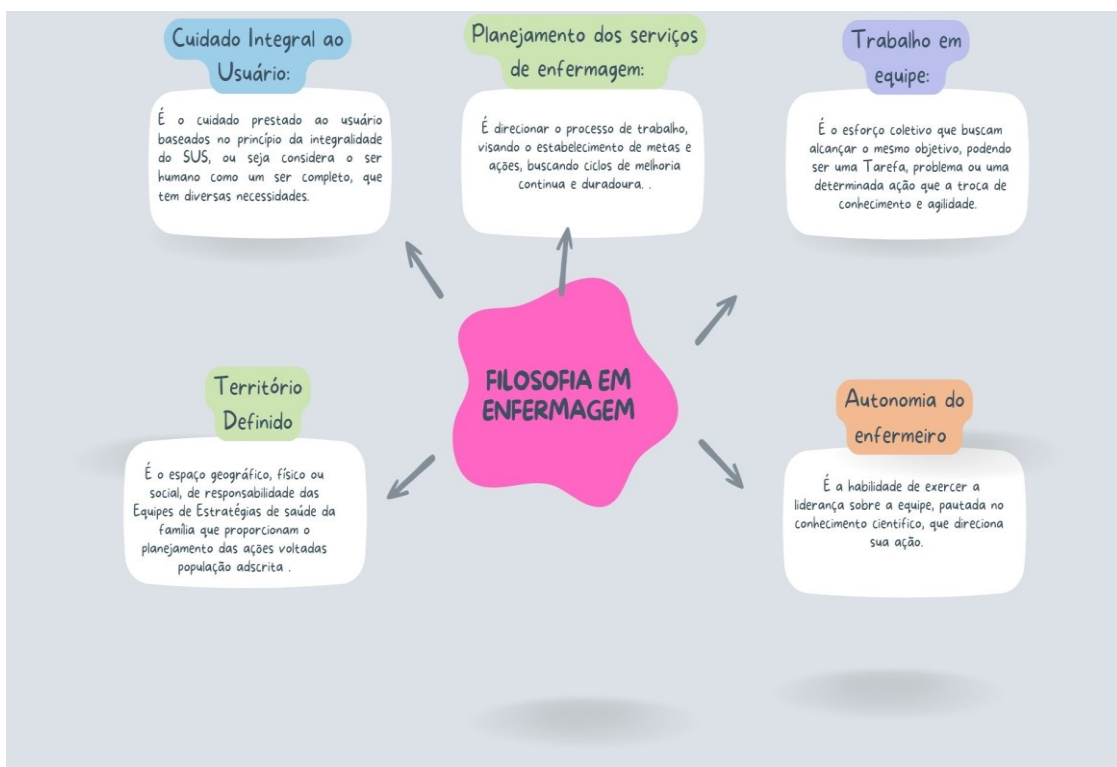 Cuidado Integral ao
Usuário:
É o cuidado prestado ao usuário
baseados no princípio da integralidade
do SUS, ou seja considera o ser
humano como um ser completo, que
tem diversas necessidades.
Planejamento dos serviços
de enfermagem:
É direcionar o processo de trabalho,
visando o estabelecimento de metas e
ações, buscando ciclos de melhoria
continua e duradoura. .
Trabalho em
equipe:
É o esforço coletivo que buscam
alcançar o mesmo objetivo, podendo
ser uma Tarefa, problema ou uma
determinada ação que a troca de
conhecimento e agilidade.
FILOSOFIA EM
ENFERMAGEM
Território
Definido
É o espaço geográfico, físico ou
social, de responsabilidade das
Equipes de Estratégias de saúde da
família que proporcionam o
planejamento das ações voltadas
população adscrita .
Autonomia do
enfermeiro
É a habilidade de exercer a
liderança sobre a equipe, pautada no
conhecimento cientifico, que direciona
sua ação.